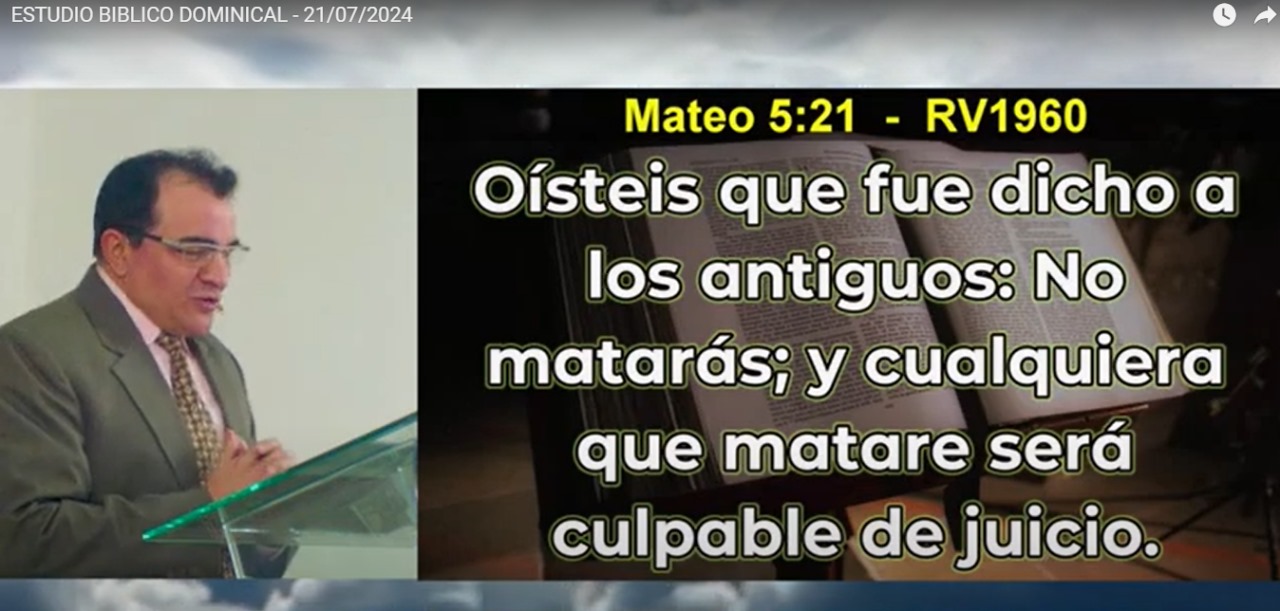 ESTUDIO BIBLICO DOMINICAL - 21/07/2024
Mateo 5:21 - RV1960
Oísteis que fue dicho a
los antiguos: No
matarás; y cualquiera
que matare será
culpable de juicio.